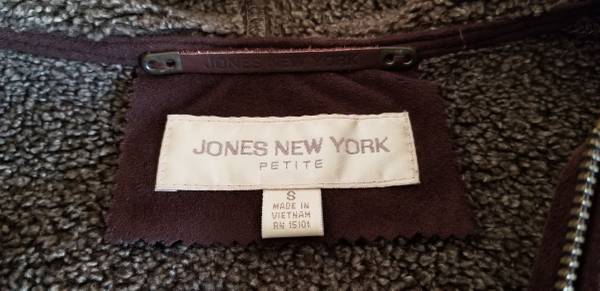 JONES NEW YORK
JONES NEW YORK
PETITE
S
MADE IN
VIETNAM
RN 15101